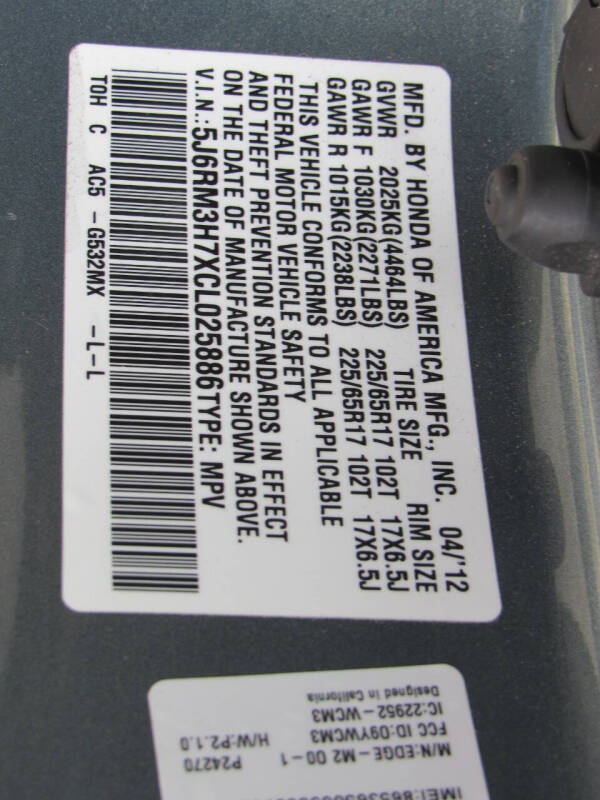 MFD. BY HONDA OF AMERICA MFG., INC. 04/'12
GVWR 2025KG(4464LBS) TIRE SIZE RIM SIZE
GAWR F 1030KG(2271LBS) 225/65R17 102T 17X6.5J
GAWR R 1015KG(2238LBS) 225/65R17 102T 17X6.5J
THIS VEHICLE CONFORMS TO ALL APPLICABLE
FEDERAL MOTOR VEHICLE SAFETY
AND THEFT PREVENTION STANDARDS IN EFFECT
ON THE DATE OF MANUFACTURE SHOWN ABOVE.
V.I.N.:5J6RM3H7XCL025886 TYPE: MPV
TOH C AC5 - G532MX -L-L
Designed in California
IC:22952-WCM3
FCC ID:O9YWCM3
H/W:P2.1.0
M/N:EDGE-M2 00-1
P24270